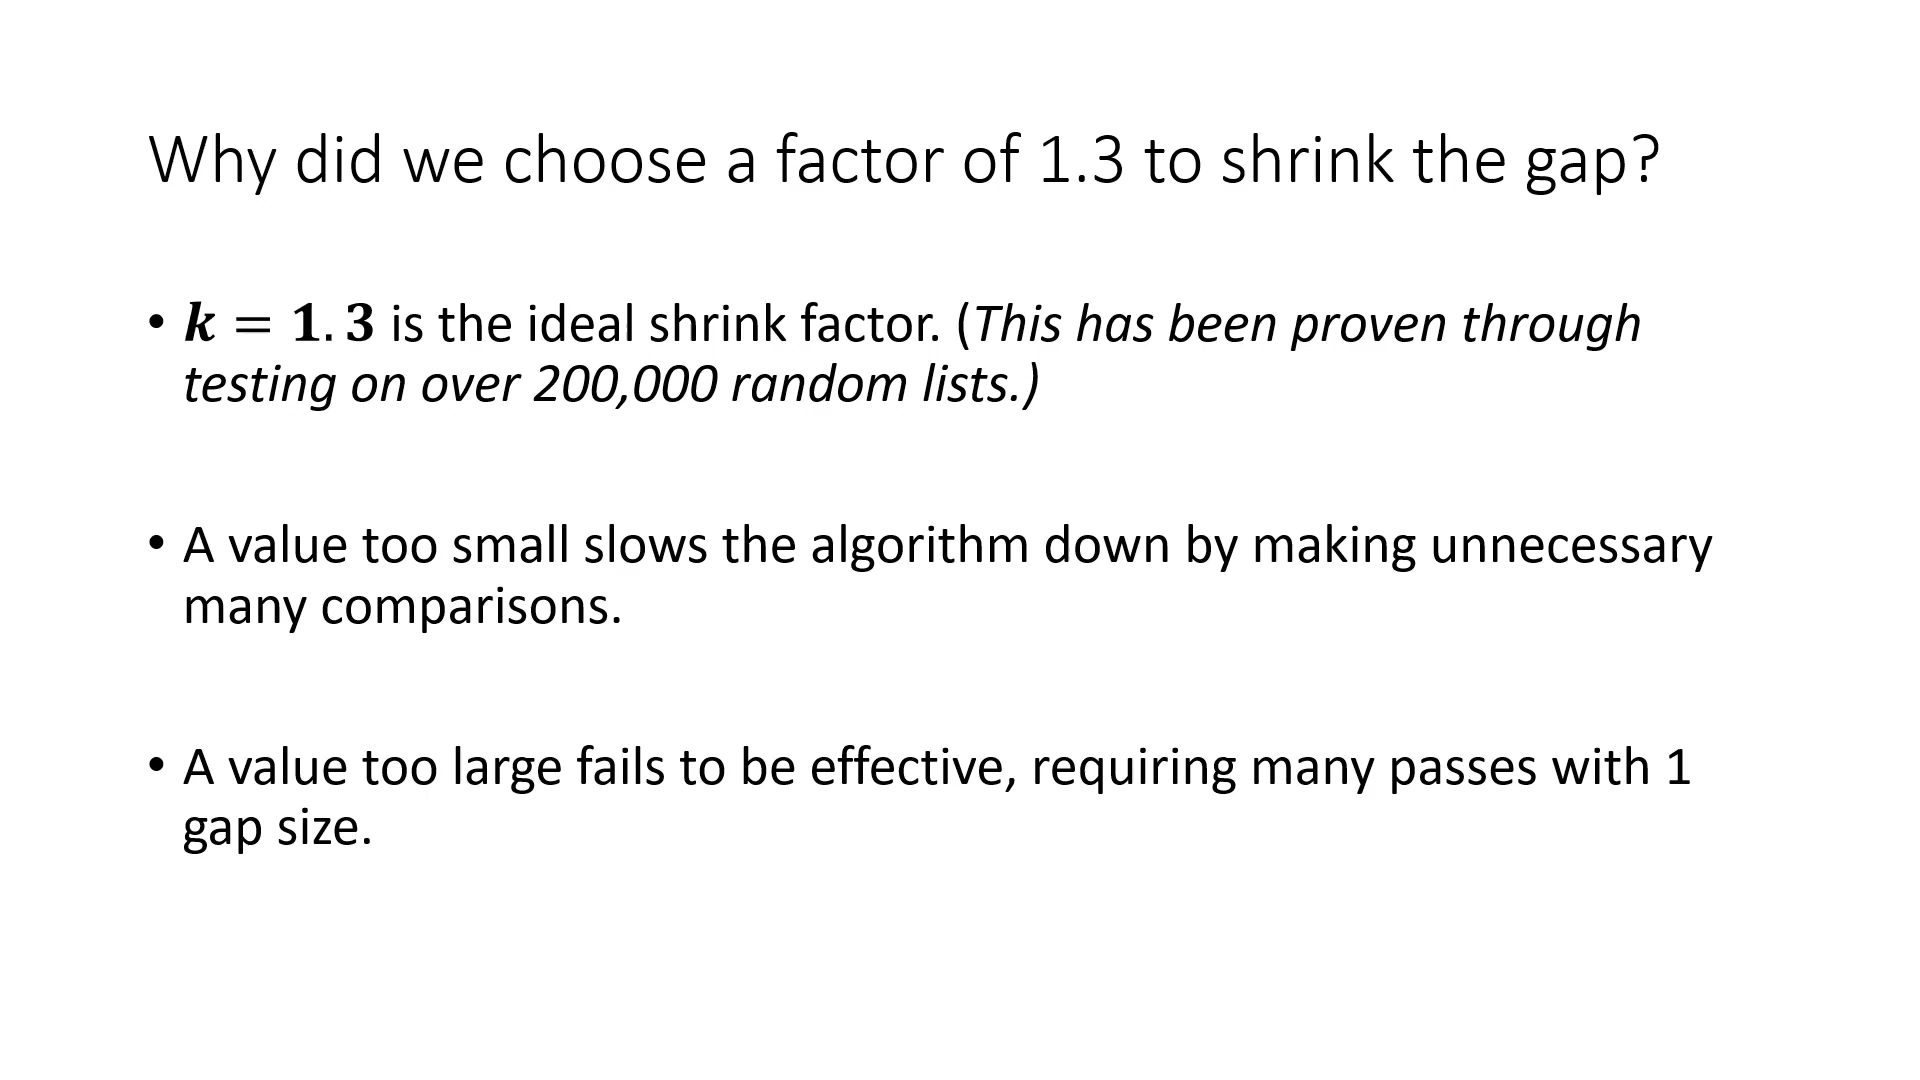 Why did we choose a factor of 1.3 to shrink the gap?
• k = 1.3 is the ideal shrink factor. (This has been proven through
testing on over 200,000 random lists.)
• A value too small slows the algorithm down by making unnecessary
many comparisons.
• A value too large fails to be effective, requiring many passes with 1
gap size.